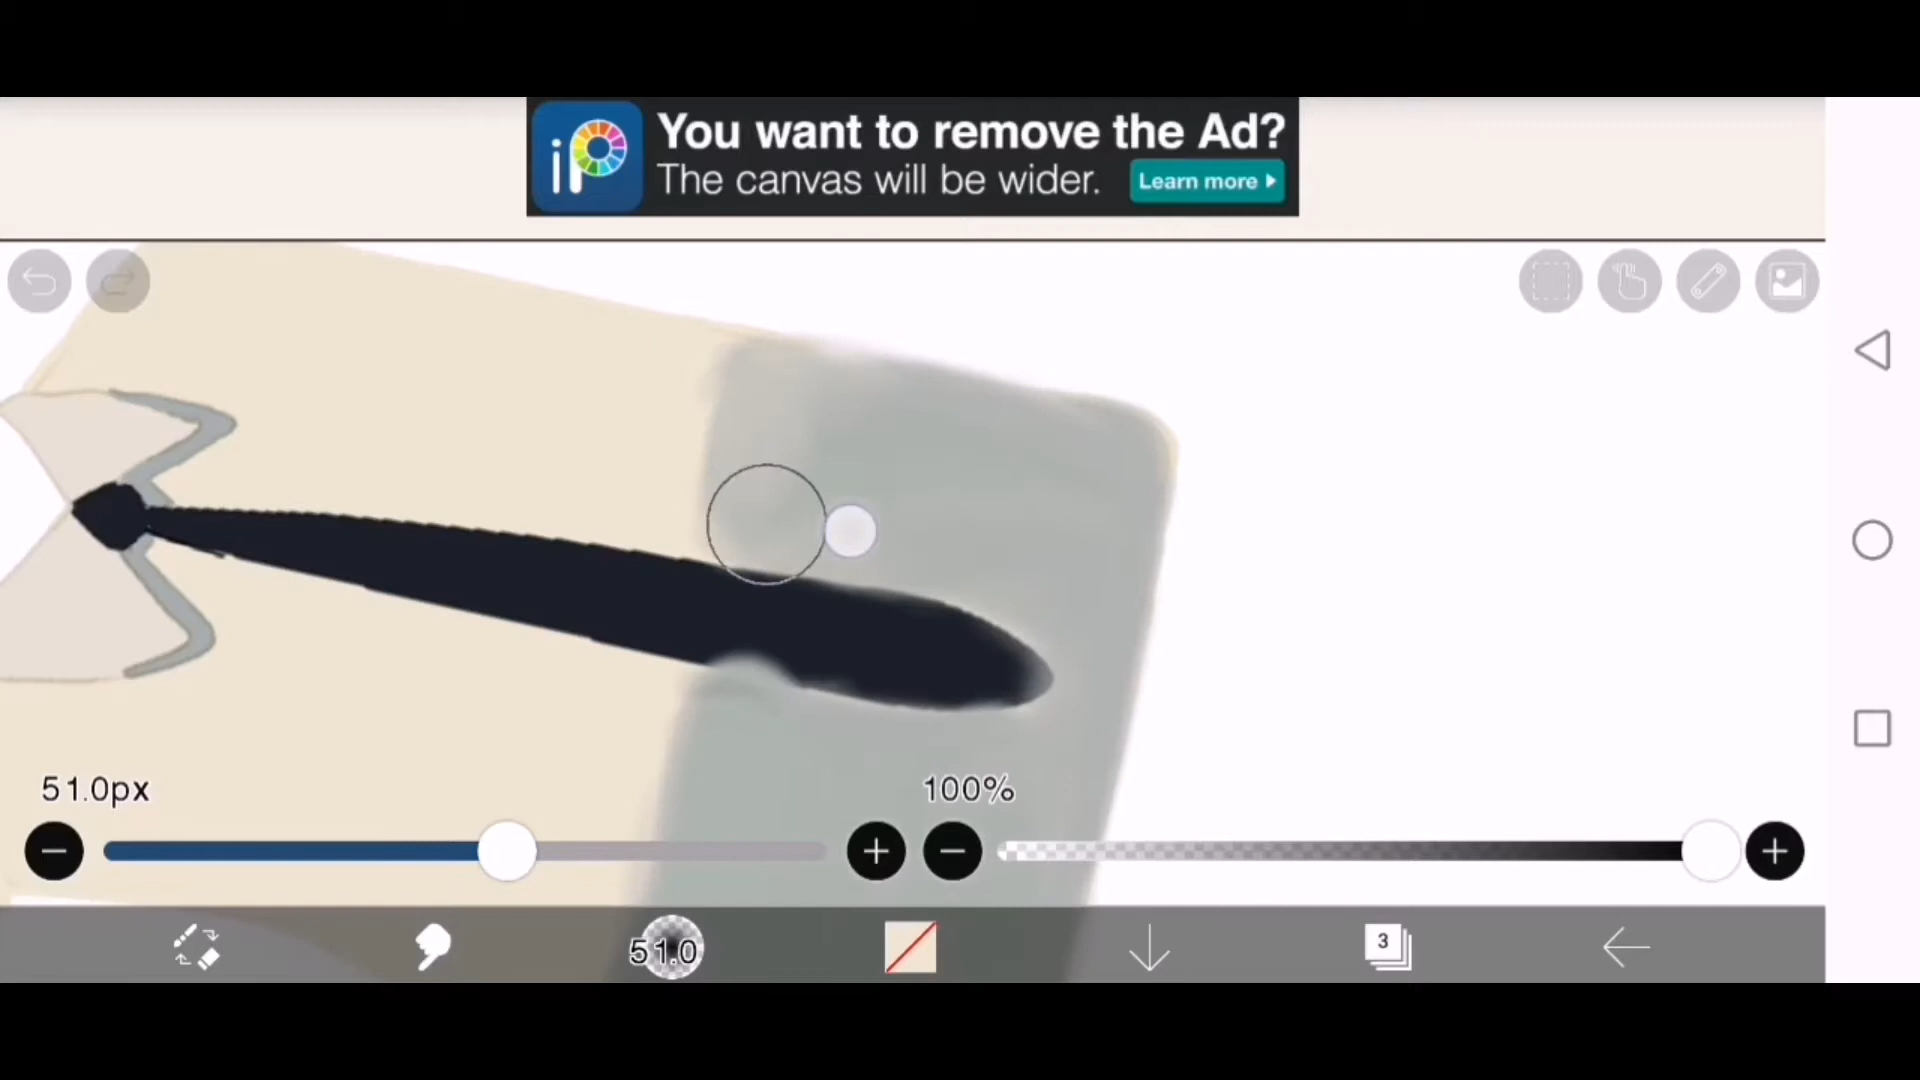 iP
You want to remove the Ad?
The canvas will be wider.
Learn more
51.0px
100%
51.0
3